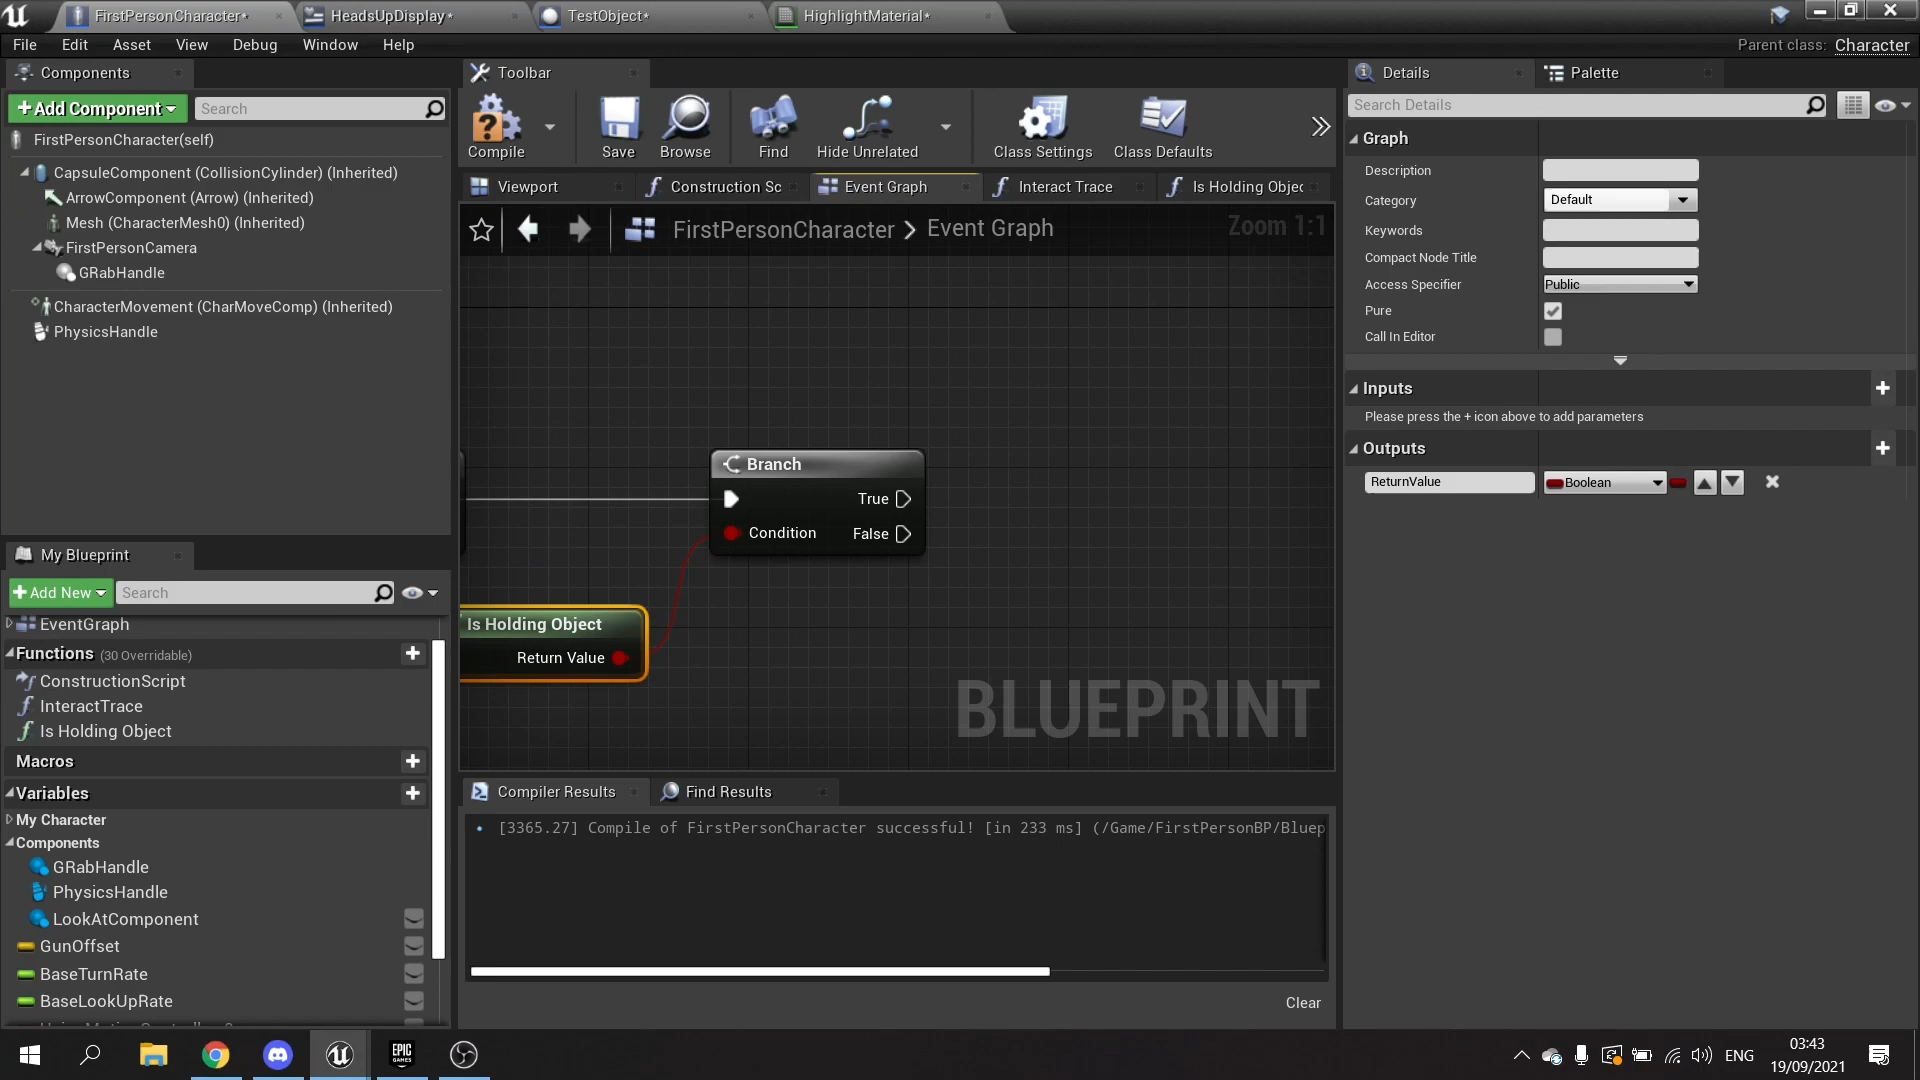 FirstPersonCharacter*
HeadsUpDisplay*
TestObject*
HighlightMaterial*
File Edit Asset View Debug Window Help
Parent class: Character
Components
Add Component
Search
FirstPersonCharacter(self)
CapsuleComponent (CollisionCylinder) (Inherited)
ArrowComponent (Arrow) (Inherited)
Mesh (CharacterMesh0) (Inherited)
FirstPersonCamera
GRabHandle
CharacterMovement (CharMoveComp) (Inherited)
PhysicsHandle
My Blueprint
Add New
Search
EventGraph
Functions (30 Overridable)
ConstructionScript
InteractTrace
Is Holding Object
Macros
Variables
My Character
Components
GRabHandle
PhysicsHandle
LookAtComponent
GunOffset
BaseTurnRate
BaseLookUpRate
Toolbar
Compile
Save
Browse
Find
Hide Unrelated
Class Settings
Class Defaults
Viewport
Construction Sc
Event Graph
Interact Trace
Is Holding Objec
FirstPersonCharacter > Event Graph
Zoom 1:1
Branch
True
Condition
False
Is Holding Object
Return Value
BLUEPRINT
Compiler Results
Find Results
[3365.27] Compile of FirstPersonCharacter successful! [in 233 ms] (/Game/FirstPersonBP/Bluep
Clear
Details
Palette
Search Details
Graph
Description
Category
Default
Keywords
Compact Node Title
Access Specifier
Public
Pure
Call In Editor
Inputs
Please press the + icon above to add parameters
Outputs
ReturnValue
Boolean
EPIC
GAMES
ENG
03:43
19/09/2021